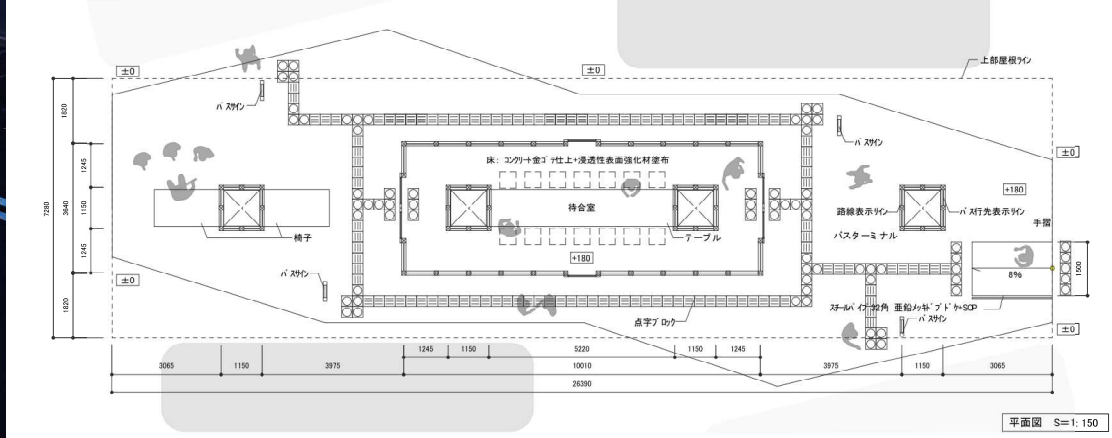 上部屋根ライン
±0
±0
バスサイン
バスサイン
±0
床: コンクリート金ゴテ仕上+浸透性表面強化材塗布
+180
路線表示サイン
バス行先表示サイン
待合室
手摺
椅子
テーブル
バスターミナル
+180
8%
1500
±0
バスサイン
点字ブロック
スチールパイプ 32角 亜鉛メッキドブドケ+SOP
バスサイン
±0
1820
1245
1150
1245
1820
3640
7280
1245
1150
5220
1150
1245
3065
1150
3975
10010
3975
1150
3065
26390
平面図 S=1:150